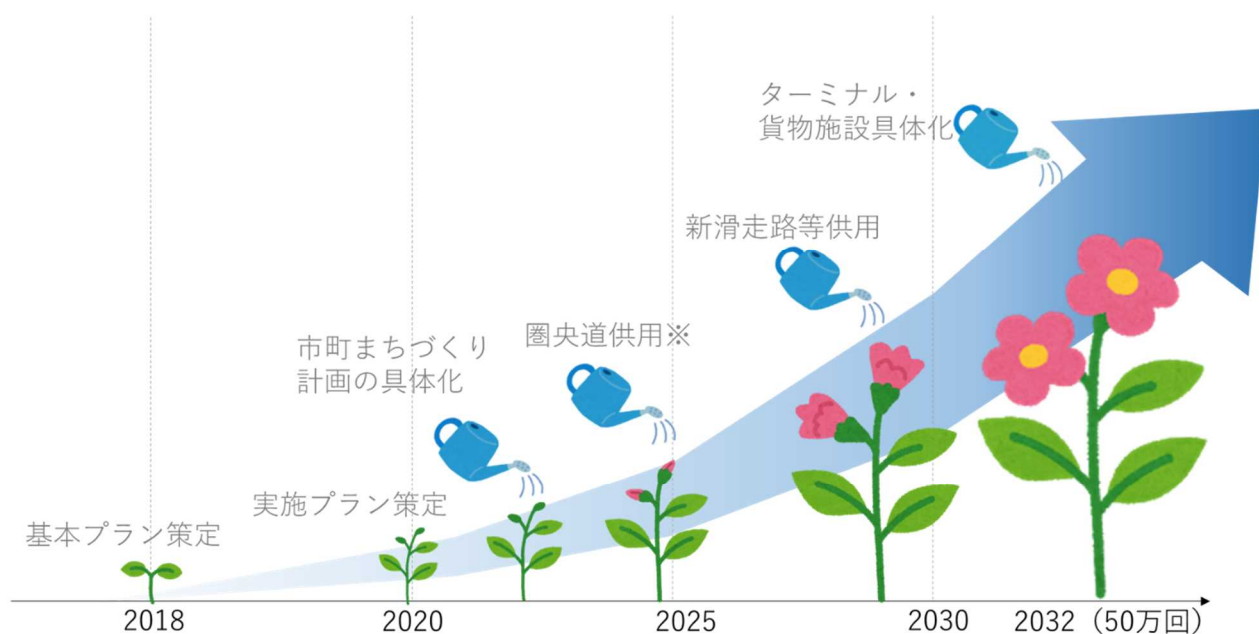 ターミナル・
貨物施設具体化
新滑走路等供用
圏央道供用※
市町まちづくり
計画の具体化
実施プラン策定
基本プラン策定
2018
2020
2025
2030
2032（50万回）